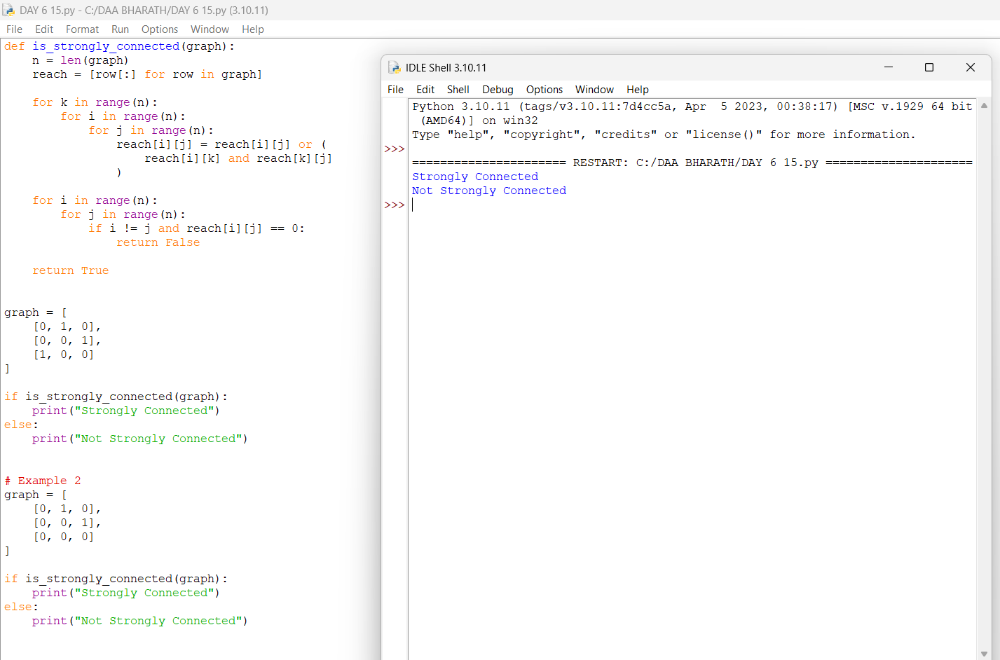 DAY 6 15.py - C:/DAA BHARATH/DAY 6 15.py (3.10.11)
File Edit Format Run Options Window Help
def is_strongly_connected(graph):
    n = len(graph)
    reach = [row[:] for row in graph]

    for k in range(n):
        for i in range(n):
            for j in range(n):
                reach[i][j] = reach[i][j] or (
                    reach[i][k] and reach[k][j]
                )

    for i in range(n):
        for j in range(n):
            if i != j and reach[i][j] == 0:
                return False

    return True


graph = [
    [0, 1, 0],
    [0, 0, 1],
    [1, 0, 0]
]

if is_strongly_connected(graph):
    print("Strongly Connected")
else:
    print("Not Strongly Connected")


# Example 2
graph = [
    [0, 1, 0],
    [0, 0, 1],
    [0, 0, 0]
]

if is_strongly_connected(graph):
    print("Strongly Connected")
else:
    print("Not Strongly Connected")
IDLE Shell 3.10.11
File Edit Shell Debug Options Window Help
Python 3.10.11 (tags/v3.10.11:7d4cc5a, Apr  5 2023, 00:38:17) [MSC v.1929 64 bit
 (AMD64)] on win32
Type "help", "copyright", "credits" or "license()" for more information.
>>>
====================== RESTART: C:/DAA BHARATH/DAY 6 15.py =====================
Strongly Connected
Not Strongly Connected
>>>